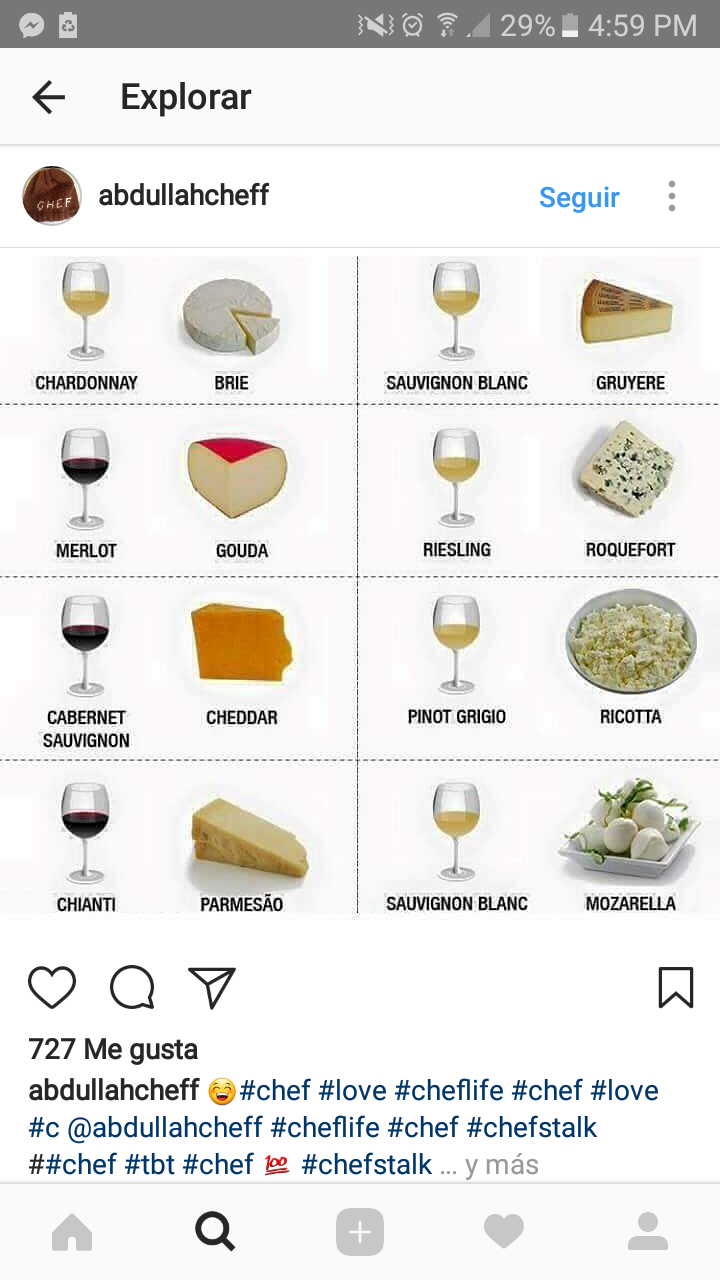 29% 4:59 PM
Explorar
CHEF
abdullahcheff
Seguir
CHARDONNAY
BRIE
SAUVIGNON BLANC
GRUYERE
MERLOT
GOUDA
RIESLING
ROQUEFORT
CABERNET
SAUVIGNON
CHEDDAR
PINOT GRIGIO
RICOTTA
CHIANTI
PARMESÃO
SAUVIGNON BLANC
MOZARELLA
727 Me gusta
abdullahcheff 😅#chef #love #cheflife #chef #love
#c @abdullahcheff #cheflife #chef #chefstalk
##chef #tbt #chef 💯 #chefstalk ... y más